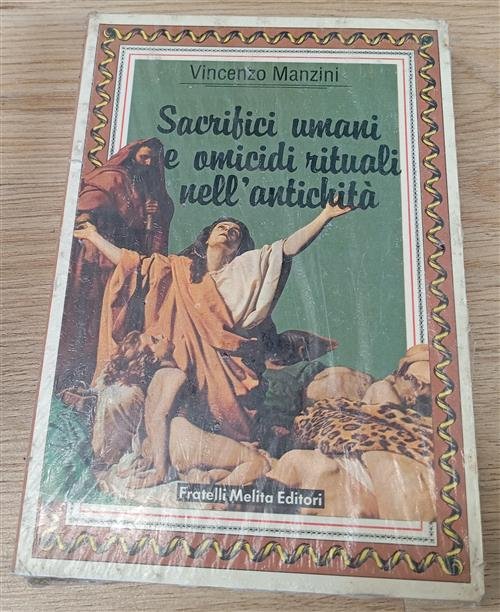 Vincenzo Manzini
Sacrifici umani
e omicidi rituali
nell'antichità
Fratelli Melita Editori